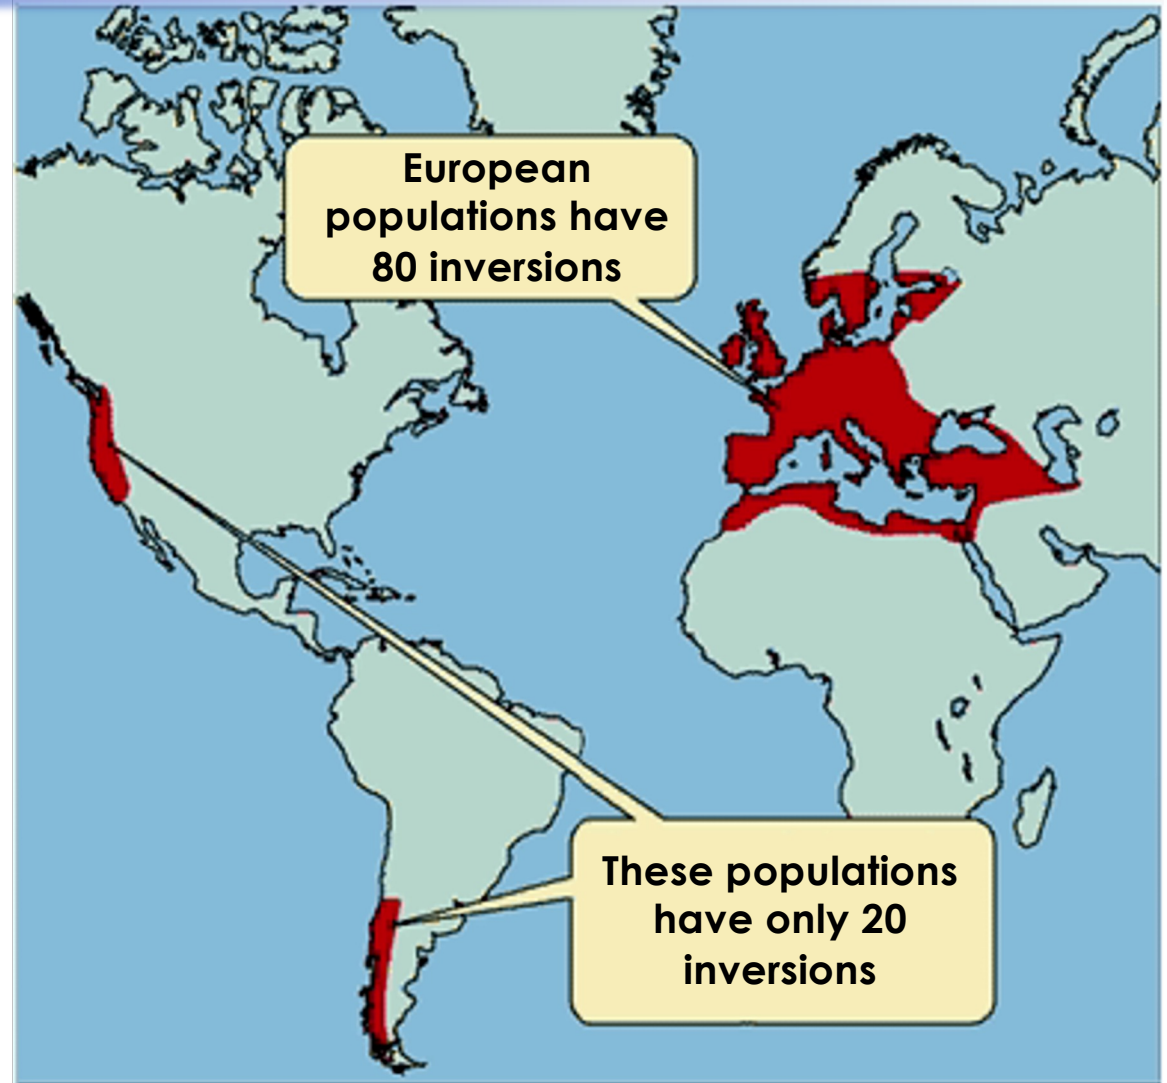 European
populations have
80 inversions
These populations
have only 20
inversions